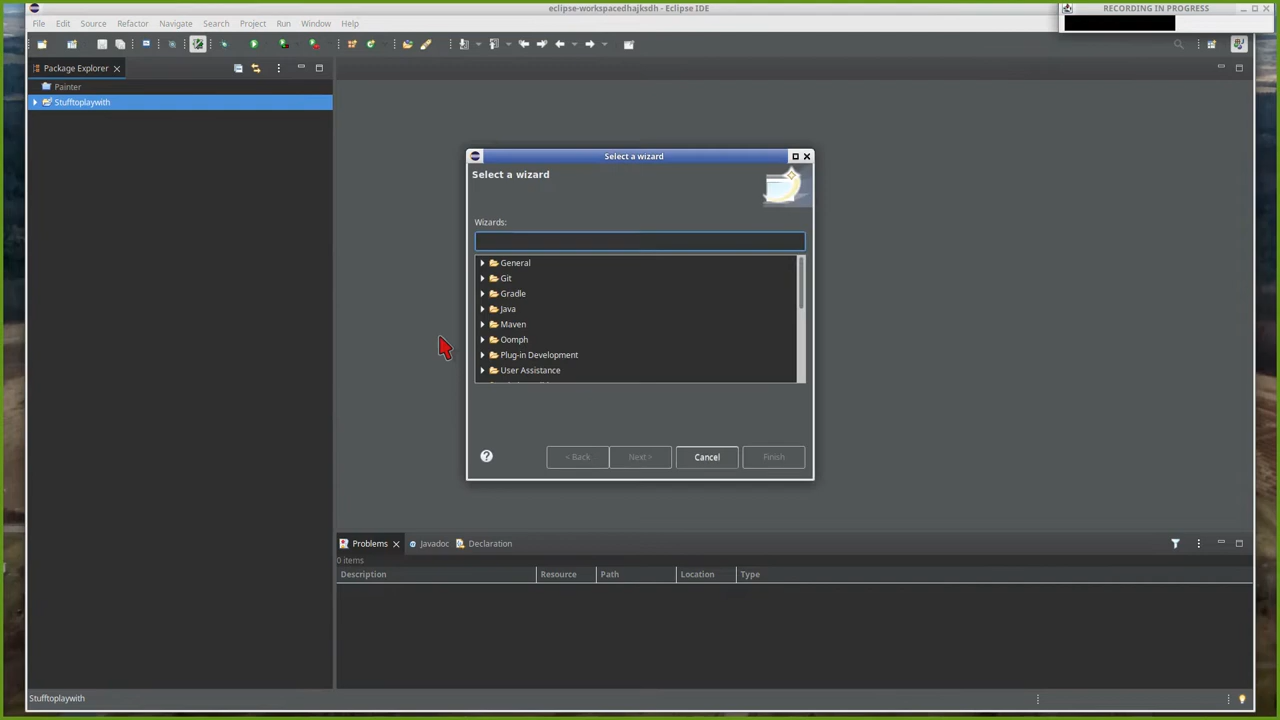 eclipse-workspacedhajksdh - Eclipse IDE
RECORDING IN PROGRESS
File Edit Source Refactor Navigate Search Project Run Window Help
Package Explorer
Painter
Stufftoplaywith
Select a wizard
Select a wizard
Wizards:
General
Git
Gradle
Java
Maven
Oomph
Plug-in Development
User Assistance
? < Back Next > Cancel Finish
Problems Javadoc Declaration
0 items
Description Resource Path Location Type
Stufftoplaywith